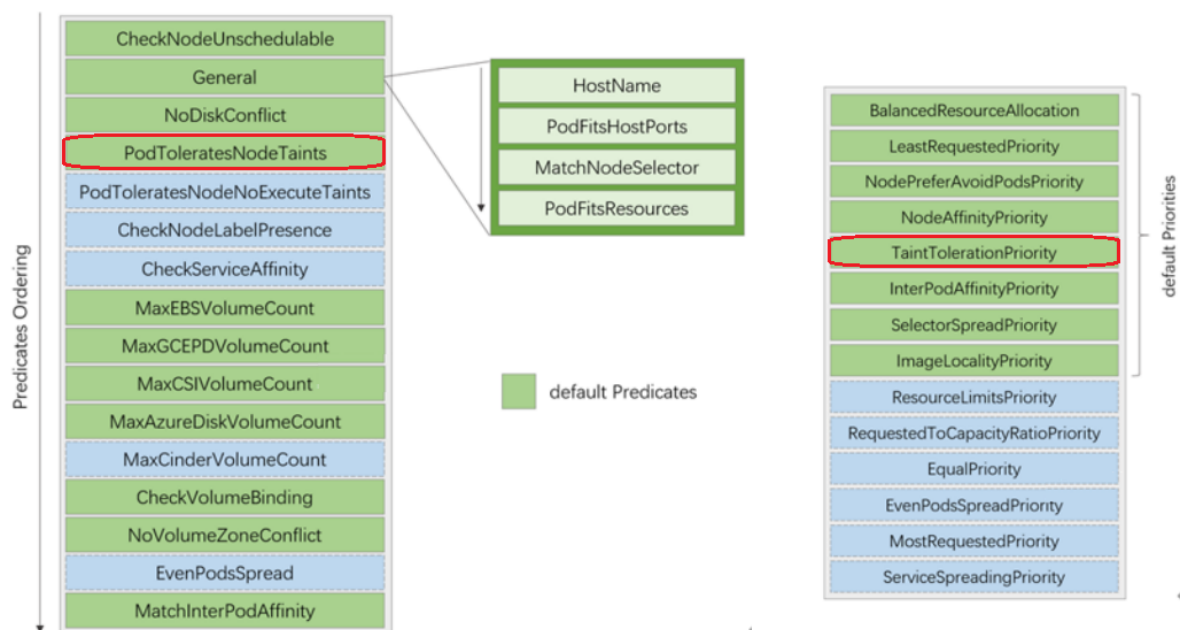 Predicates Ordering
CheckNodeUnschedulable
General
NoDiskConflict
PodToleratesNodeTaints
PodToleratesNodeNoExecuteTaints
CheckNodeLabelPresence
CheckServiceAffinity
MaxEBSVolumeCount
MaxGCEPDVolumeCount
MaxCSIVolumeCount
MaxAzureDiskVolumeCount
MaxCinderVolumeCount
CheckVolumeBinding
NoVolumeZoneConflict
EvenPodsSpread
MatchInterPodAffinity
HostName
PodFitsHostPorts
MatchNodeSelector
PodFitsResources
default Predicates
BalancedResourceAllocation
LeastRequestedPriority
NodePreferAvoidPodsPriority
NodeAffinityPriority
TaintTolerationPriority
InterPodAffinityPriority
SelectorSpreadPriority
ImageLocalityPriority
ResourceLimitsPriority
RequestedToCapacityRatioPriority
EqualPriority
EvenPodsSpreadPriority
MostRequestedPriority
ServiceSpreadingPriority
default Priorities